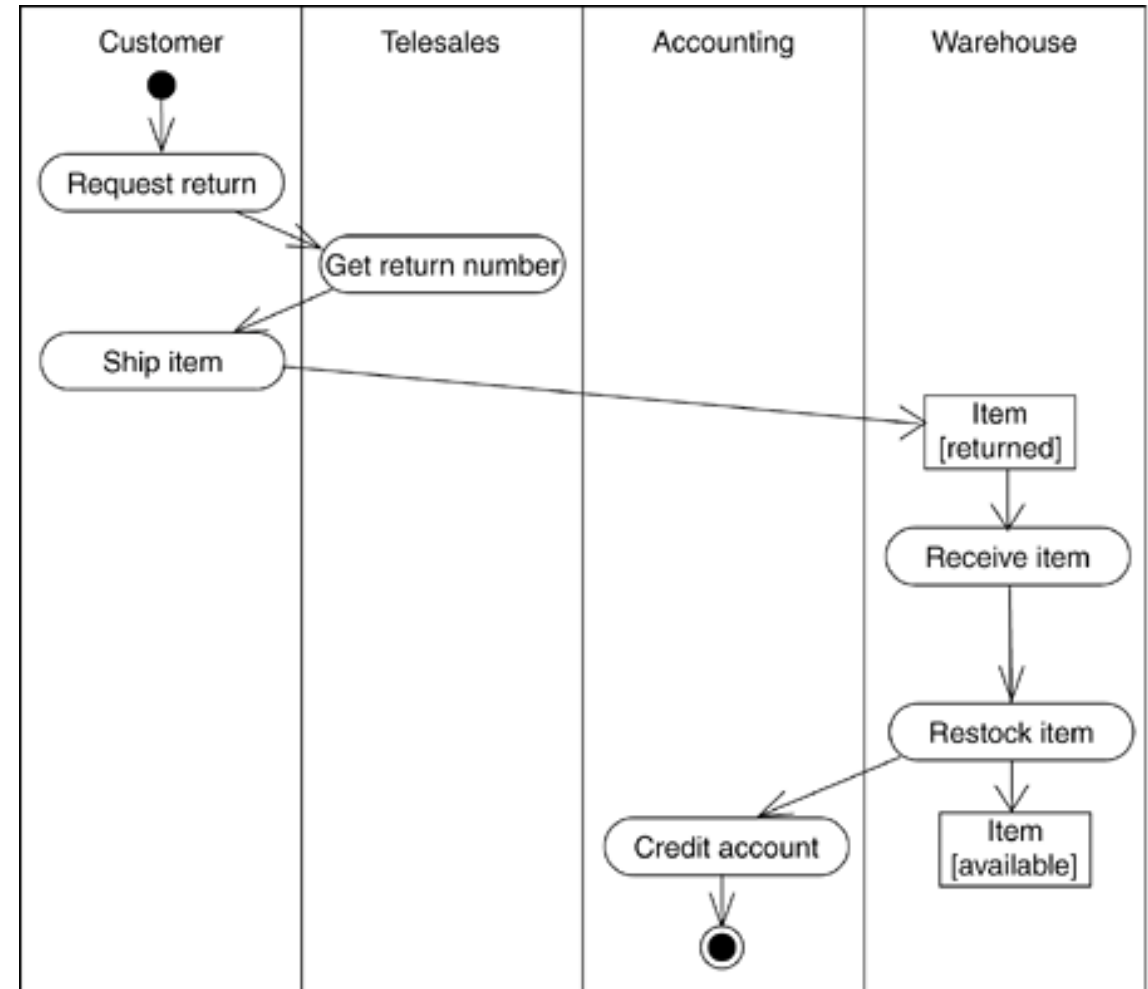 Customer
Telesales
Accounting
Warehouse
Request return
Get return number
Ship item
Item
[returned]
Receive item
Restock item
Credit account
Item
[available]